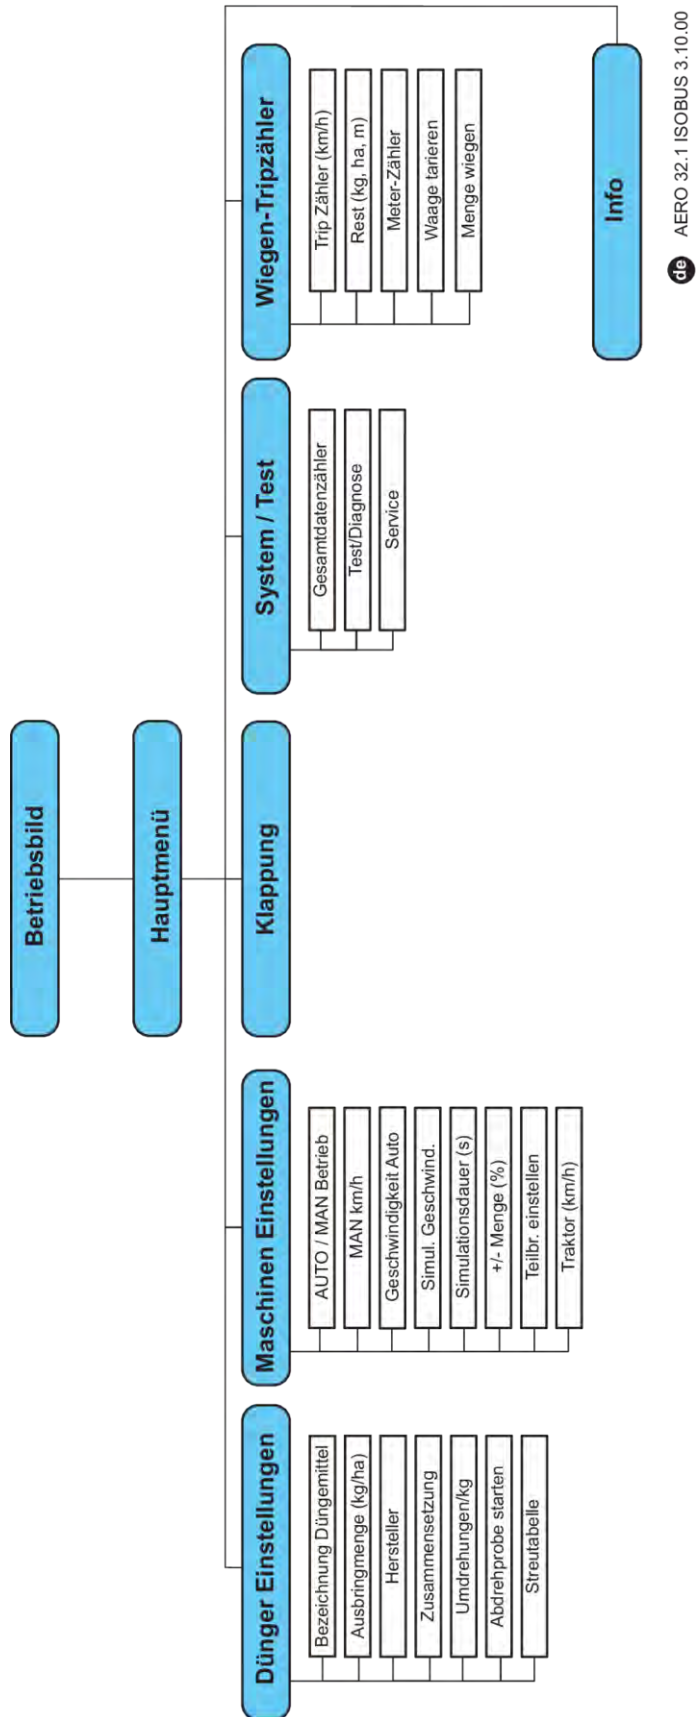 Betriebsbild
Hauptmenü
Dünger Einstellungen
Bezeichnung Düngemittel
Ausbringmenge (kg/ha)
Hersteller
Zusammensetzung
Umdrehungen/kg
Abdrehprobe starten
Streutabelle
Maschinen Einstellungen
AUTO / MAN Betrieb
MAN km/h
Geschwindigkeit Auto
Simul. Geschwind.
Simulationsdauer (s)
+/- Menge (%)
Teilbr. einstellen
Traktor (km/h)
Klappung
System / Test
Gesamtdatenzähler
Test/Diagnose
Service
Wiegen-Tripzähler
Trip Zähler (km/h)
Rest (kg, ha, m)
Meter-Zähler
Waage tarieren
Menge wiegen
Info
de AERO 32.1 ISOBUS 3.10.00